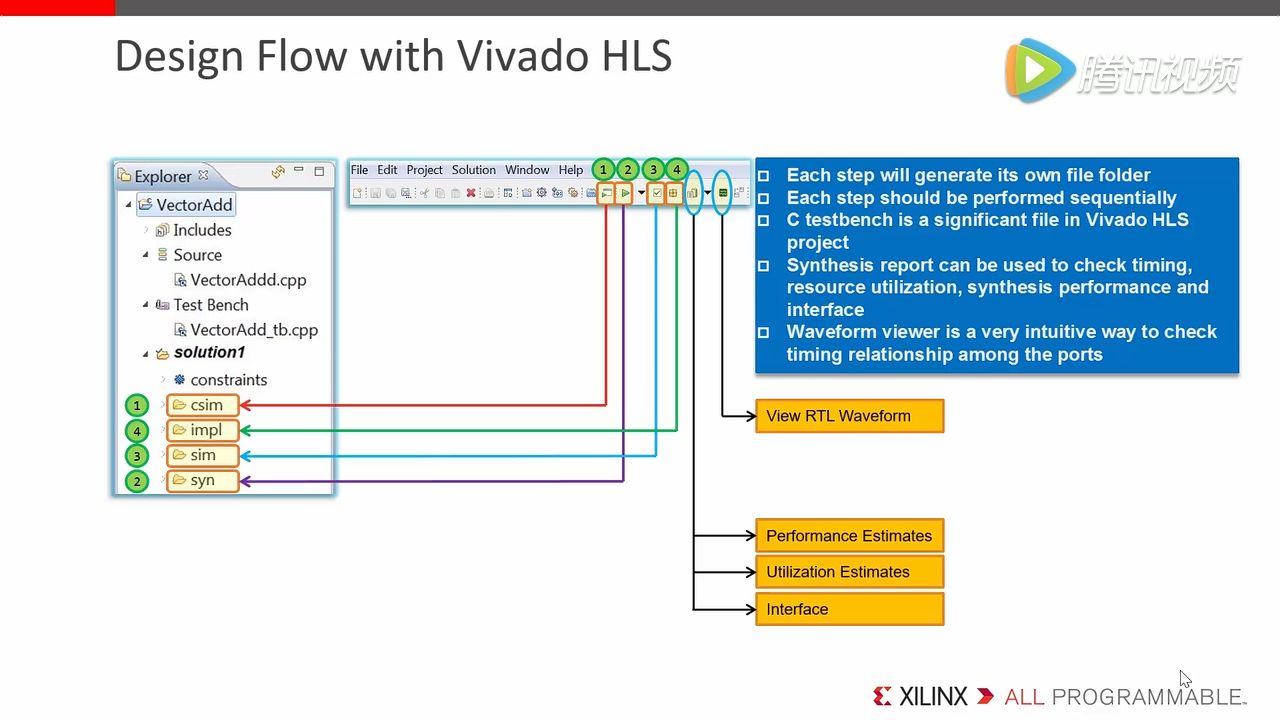 Design Flow with Vivado HLS
腾讯视频
Explorer
VectorAdd
Includes
Source
VectorAddd.cpp
Test Bench
VectorAdd_tb.cpp
solution1
constraints
1 csim
4 impl
3 sim
2 syn
File Edit Project Solution Window Help 1 2 3 4
Each step will generate its own file folder
Each step should be performed sequentially
C testbench is a significant file in Vivado HLS
project
Synthesis report can be used to check timing,
resource utilization, synthesis performance and
interface
Waveform viewer is a very intuitive way to check
timing relationship among the ports
View RTL Waveform
Performance Estimates
Utilization Estimates
Interface
XILINX ALL PROGRAMMABLE™